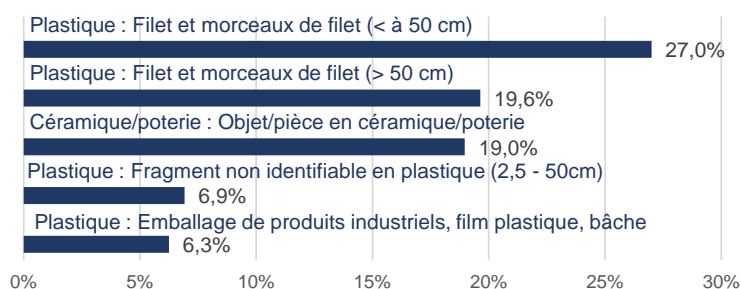 Plastique : Filet et morceaux de filet (< à 50 cm)
27,0%
Plastique : Filet et morceaux de filet (> 50 cm)
19,6%
Céramique/poterie : Objet/pièce en céramique/poterie
19,0%
Plastique : Fragment non identifiable en plastique (2,5 - 50cm)
6,9%
Plastique : Emballage de produits industriels, film plastique, bâche
6,3%
0% 5% 10% 15% 20% 25% 30%